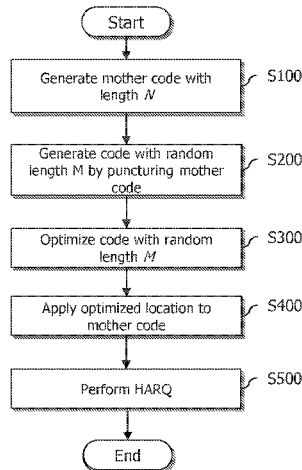 Start
Generate mother code with
length N
S100
Generate code with random
length M by puncturing mother
code
S200
Optimize code with random
length M
S300
Apply optimized location to
mother code
S400
Perform HARQ
S500
End